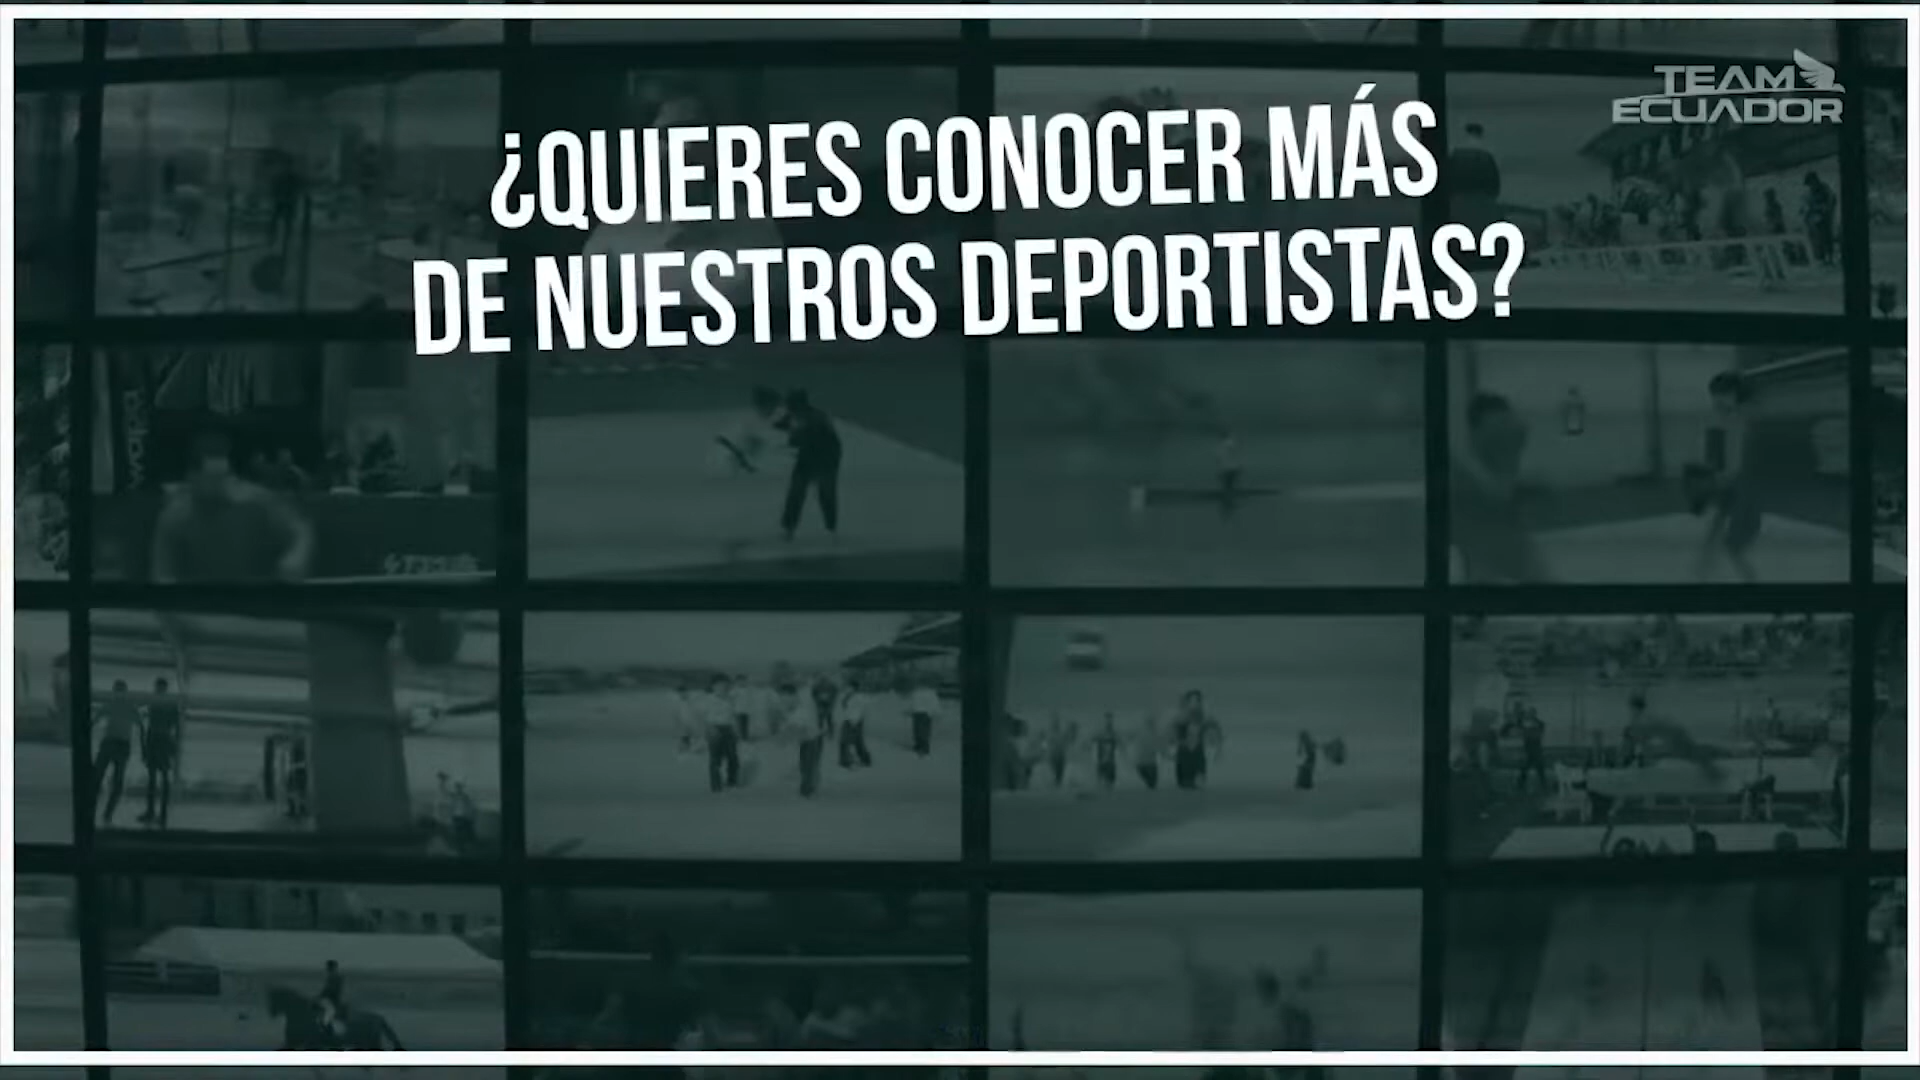 TEAM
ECUADOR
¿QUIERES CONOCER MÁS
DE NUESTROS DEPORTISTAS?